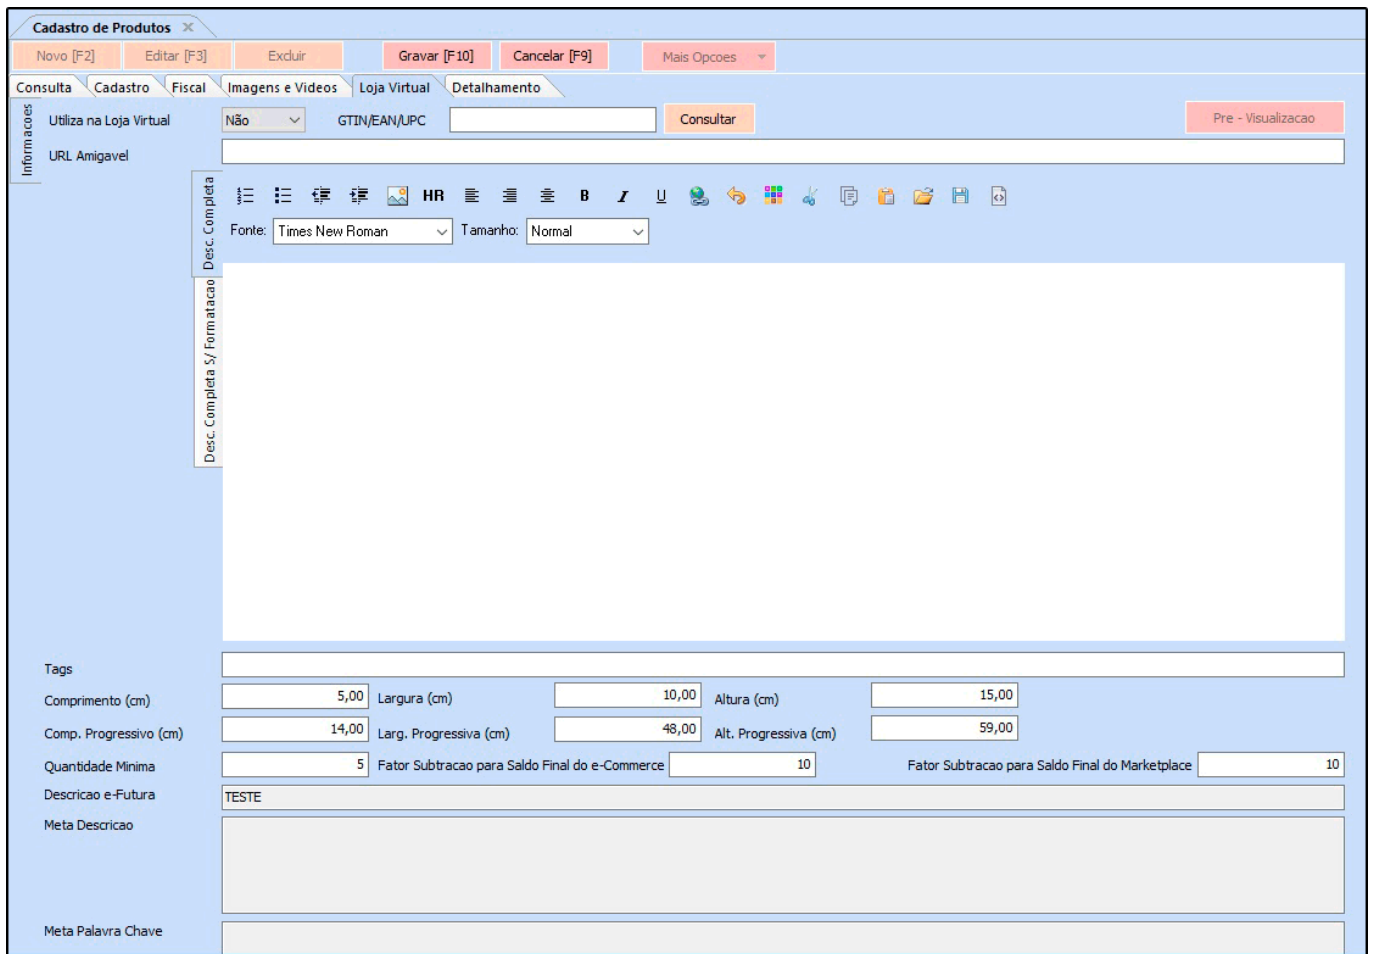 Cadastro de Produtos
Novo [F2] Editar [F3] Excluir Gravar [F10] Cancelar [F9] Mais Opcoes
Consulta Cadastro Fiscal Imagens e Videos Loja Virtual Detalhamento
Informacoes
Utiliza na Loja Virtual Não GTIN/EAN/UPC Consultar Pre - Visualizacao
URL Amigavel
Desc. Completa
HR B I U
Fonte: Times New Roman Tamanho: Normal
Desc. Completa S/ Formatacao
Tags
Comprimento (cm) 5,00 Largura (cm) 10,00 Altura (cm) 15,00
Comp. Progressivo (cm) 14,00 Larg. Progressiva (cm) 48,00 Alt. Progressiva (cm) 59,00
Quantidade Minima 5 Fator Subtracao para Saldo Final do e-Commerce 10 Fator Subtracao para Saldo Final do Marketplace 10
Descricao e-Futura TESTE
Meta Descricao
Meta Palavra Chave